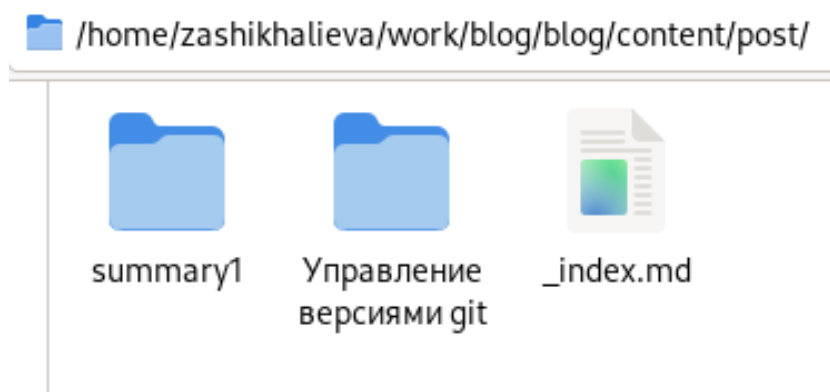 /home/zashikhalieva/work/blog/blog/content/post/
summary1
Управление
версиями git
_index.md